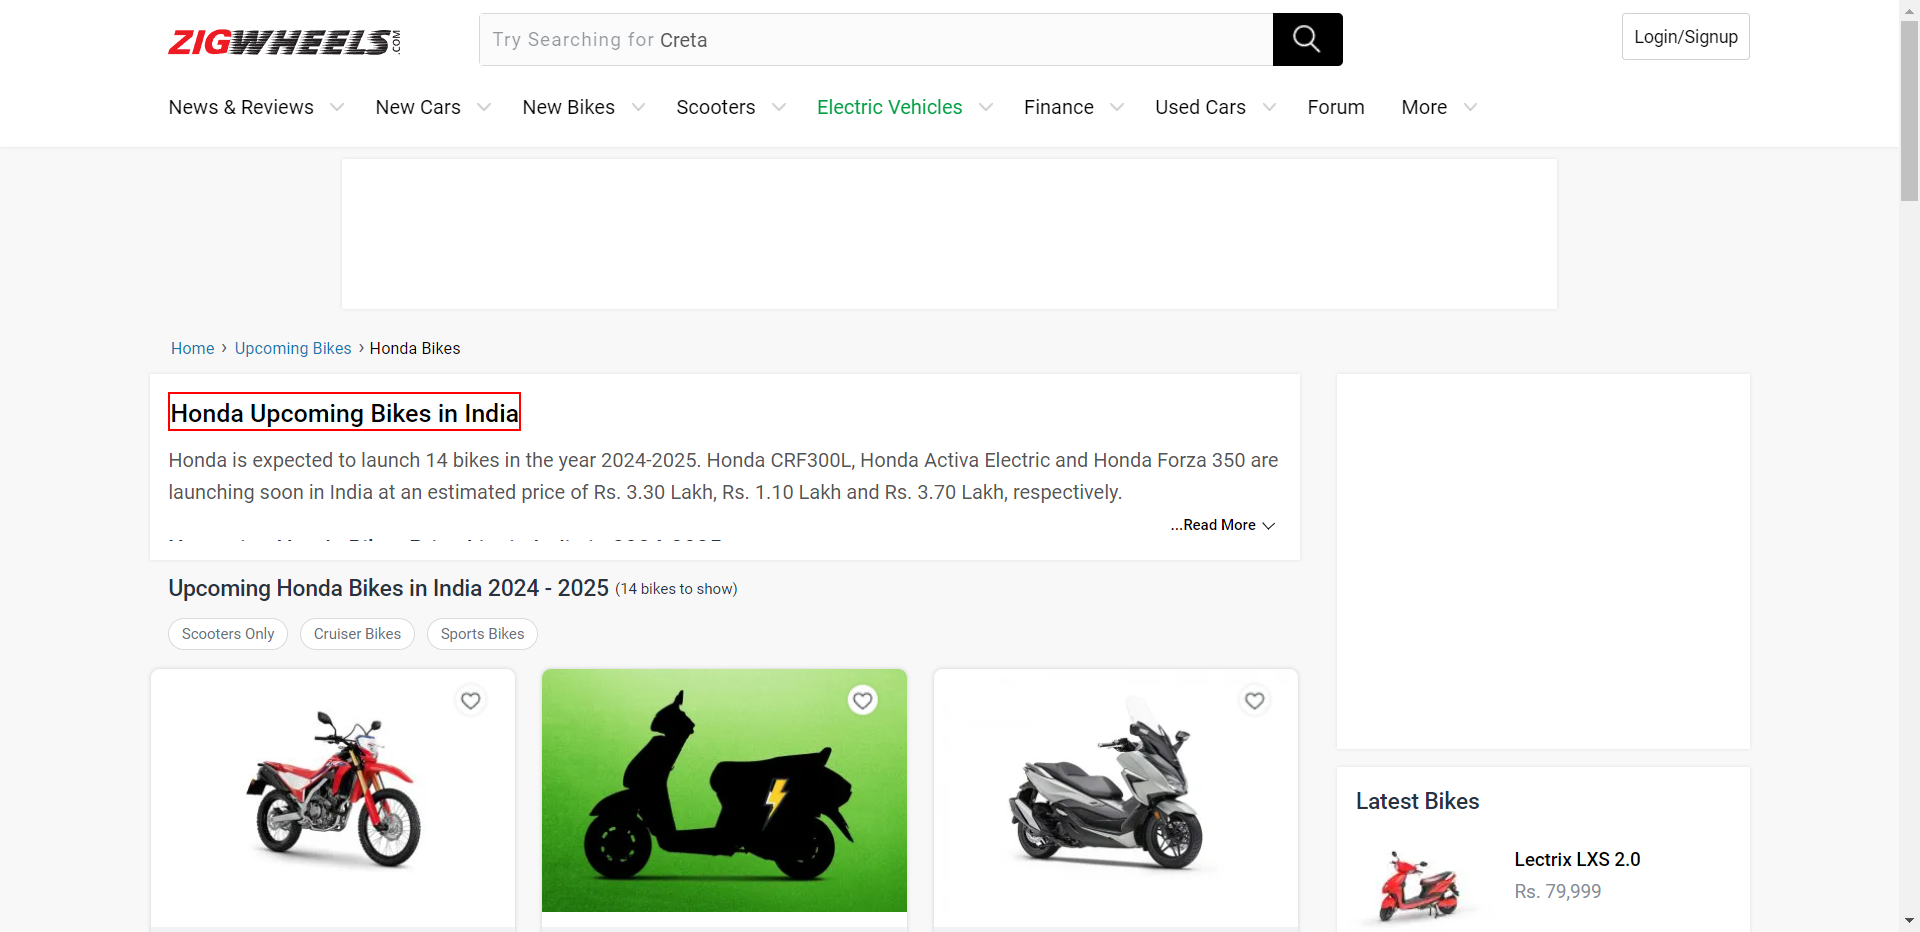 ZIGWHEELS.COM
Try Searching for Creta
Login/Signup
News & Reviews New Cars New Bikes Scooters Electric Vehicles Finance Used Cars Forum More
Home › Upcoming Bikes › Honda Bikes
Honda Upcoming Bikes in India
Honda is expected to launch 14 bikes in the year 2024-2025. Honda CRF300L, Honda Activa Electric and Honda Forza 350 are
launching soon in India at an estimated price of Rs. 3.30 Lakh, Rs. 1.10 Lakh and Rs. 3.70 Lakh, respectively.
...Read More
Upcoming Honda Bikes in India 2024 - 2025 (14 bikes to show)
Scooters Only Cruiser Bikes Sports Bikes
Latest Bikes
Lectrix LXS 2.0
Rs. 79,999